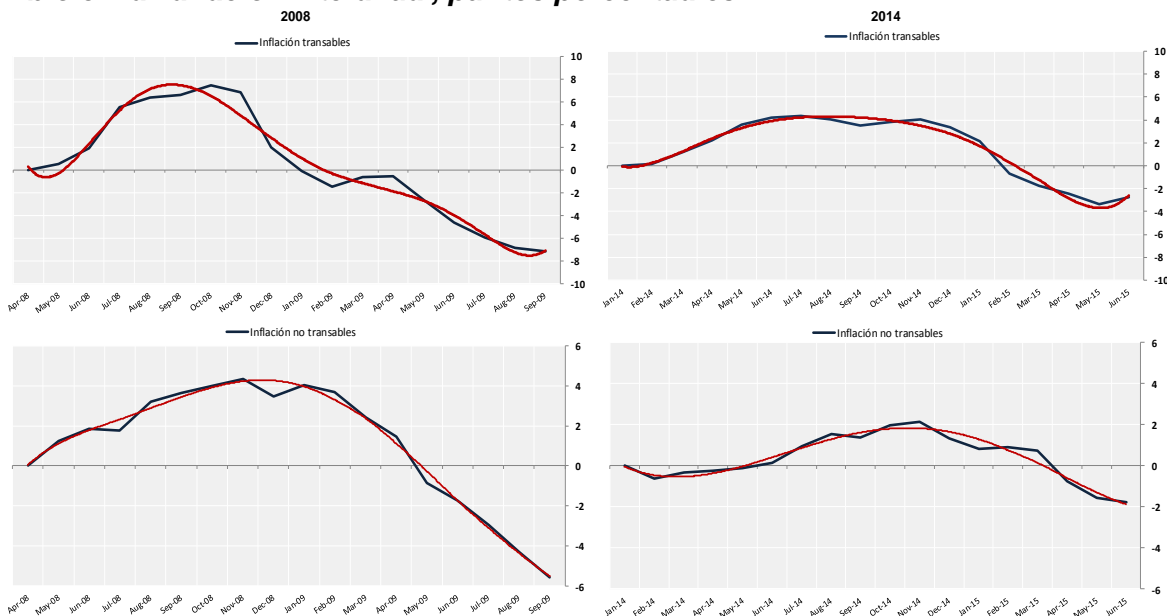 2008
2014
Inflación transables
10
8
6
4
2
0
-2
-4
-6
-8
-10
Apr-08
May-08
Jun-08
Jul-08
Aug-08
Sep-08
Oct-08
Nov-08
Dec-08
Jan-09
Feb-09
Mar-09
Apr-09
May-09
Jun-09
Jul-09
Aug-09
Sep-09
Inflación transables
10
8
6
4
2
0
-2
-4
-6
-8
-10
Jan-14
Feb-14
Mar-14
Apr-14
May-14
Jun-14
Jul-14
Aug-14
Sep-14
Oct-14
Nov-14
Dec-14
Jan-15
Feb-15
Mar-15
Apr-15
May-15
Jun-15
Inflación no transables
6
4
2
0
-2
-4
-6
Apr-08
May-08
Jun-08
Jul-08
Aug-08
Sep-08
Oct-08
Nov-08
Dec-08
Jan-09
Feb-09
Mar-09
Apr-09
May-09
Jun-09
Jul-09
Aug-09
Sep-09
Inflación no transables
6
4
2
0
-2
-4
-6
Jan-14
Feb-14
Mar-14
Apr-14
May-14
Jun-14
Jul-14
Aug-14
Sep-14
Oct-14
Nov-14
Dec-14
Jan-15
Feb-15
Mar-15
Apr-15
May-15
Jun-15